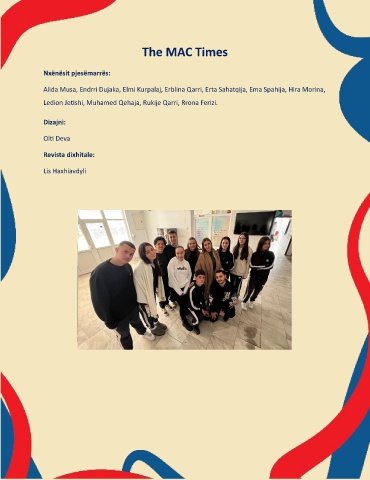 The MAC Times
Nxënësit pjesëmarrës:
Alida Musa, Endrri Dujaka, Elmi Kurpalaj, Erblina Qarri, Erta Sahatqija, Ema Spahija, Hira Morina,
Ledion Jetishi, Muhamed Qehaja, Rukije Qarri, Rrona Ferizi.
Dizajni:
Olti Deva
Revista dixhitale:
Lis Haxhiavdyli